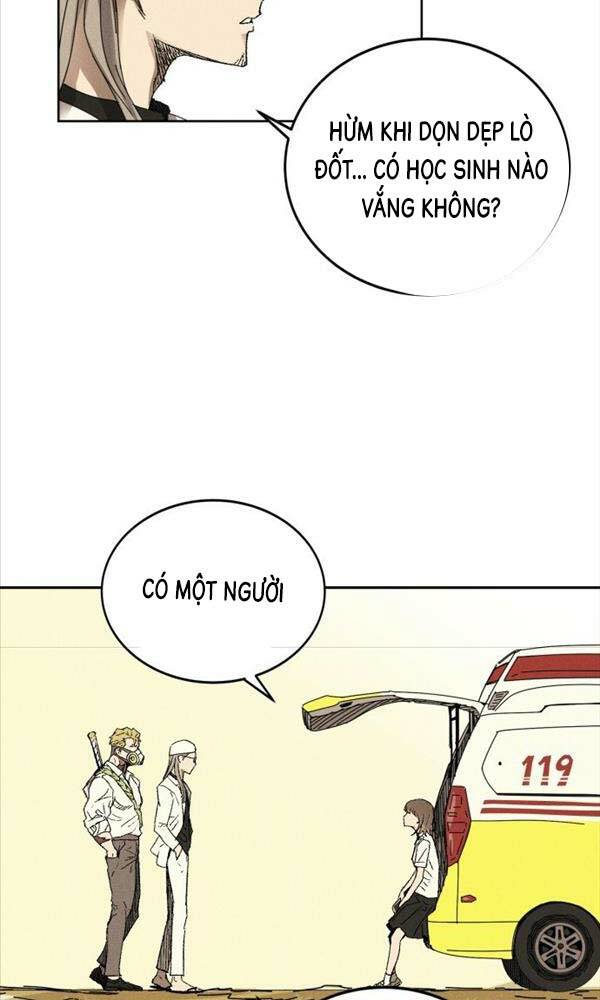 HỪM KHI DỌN DẸP LÒ
ĐỐT... CÓ HỌC SINH NÀO
VẮNG KHÔNG?
CÓ MỘT NGƯỜI
119